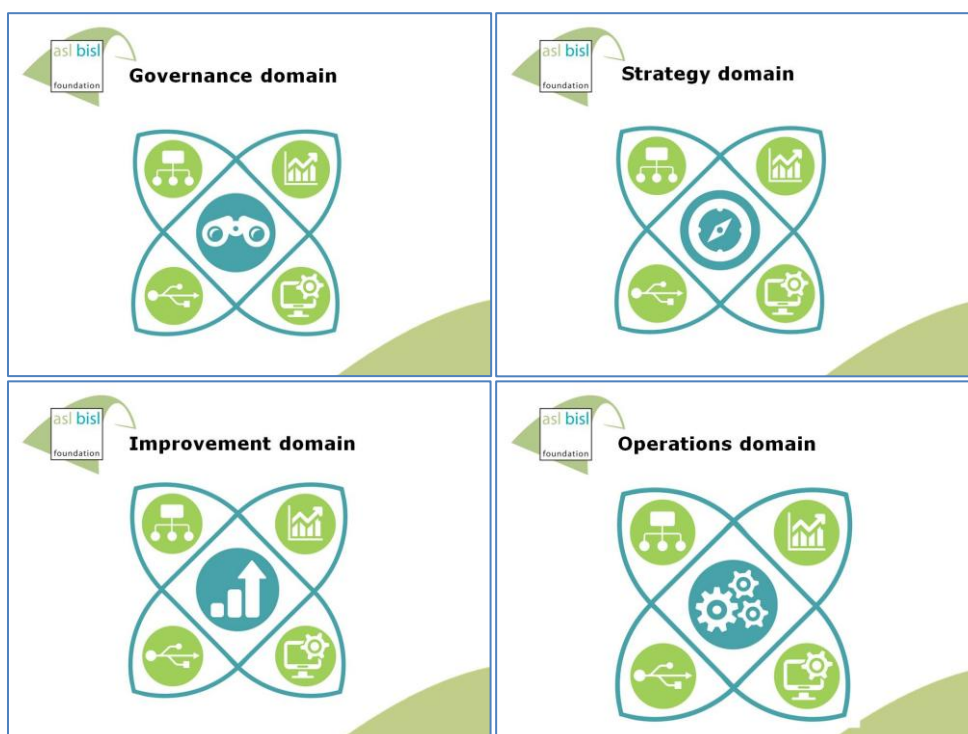 asl bisl
foundation
Governance domain
asl bisl
foundation
Strategy domain
asl bisl
foundation
Improvement domain
asl bisl
foundation
Operations domain